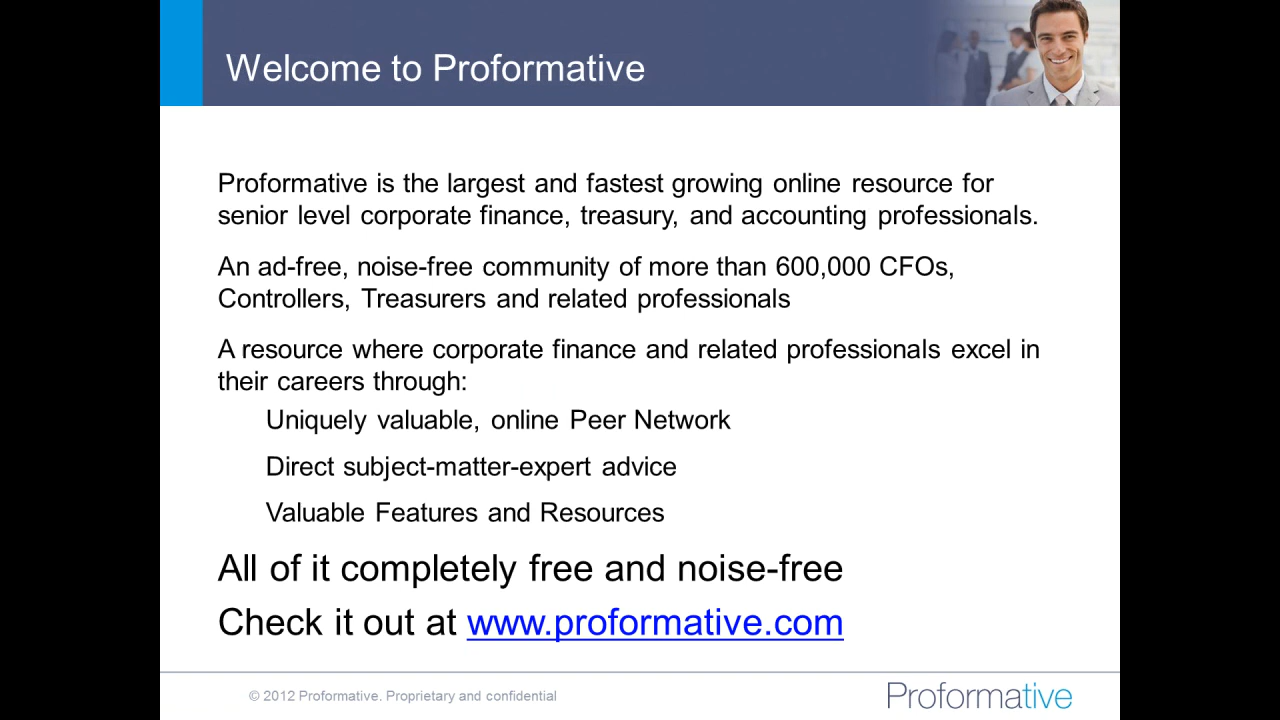 Welcome to Proformative
Proformative is the largest and fastest growing online resource for
senior level corporate finance, treasury, and accounting professionals.
An ad-free, noise-free community of more than 600,000 CFOs,
Controllers, Treasurers and related professionals
A resource where corporate finance and related professionals excel in
their careers through:
Uniquely valuable, online Peer Network
Direct subject-matter-expert advice
Valuable Features and Resources
All of it completely free and noise-free
Check it out at www.proformative.com
© 2012 Proformative. Proprietary and confidential
Proformative